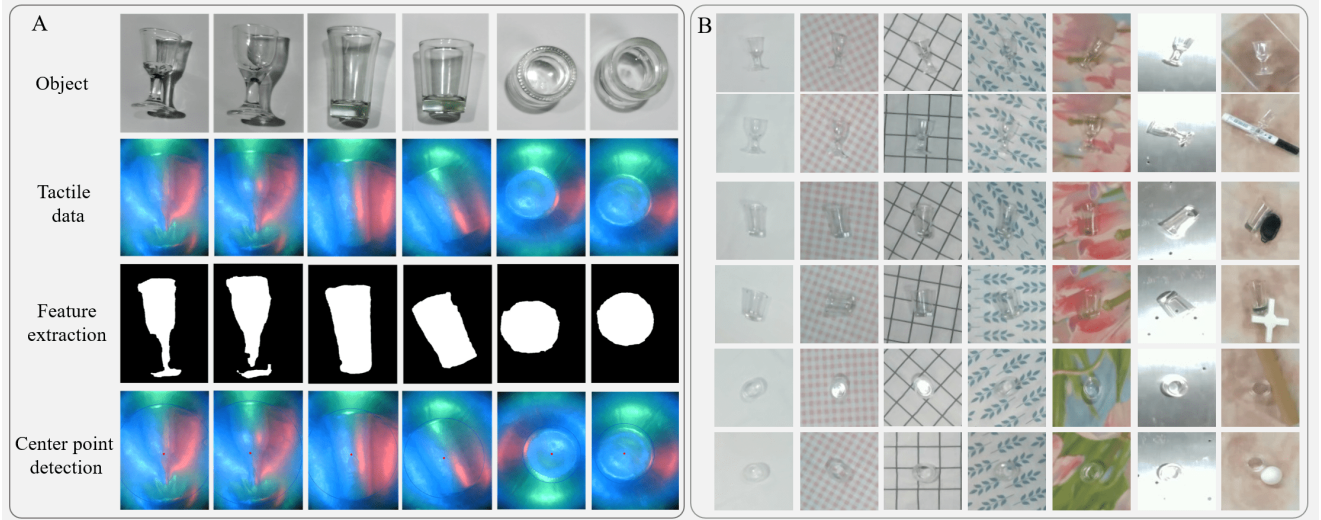 A
Object
Tactile
data
Feature
extraction
Center point
detection
B